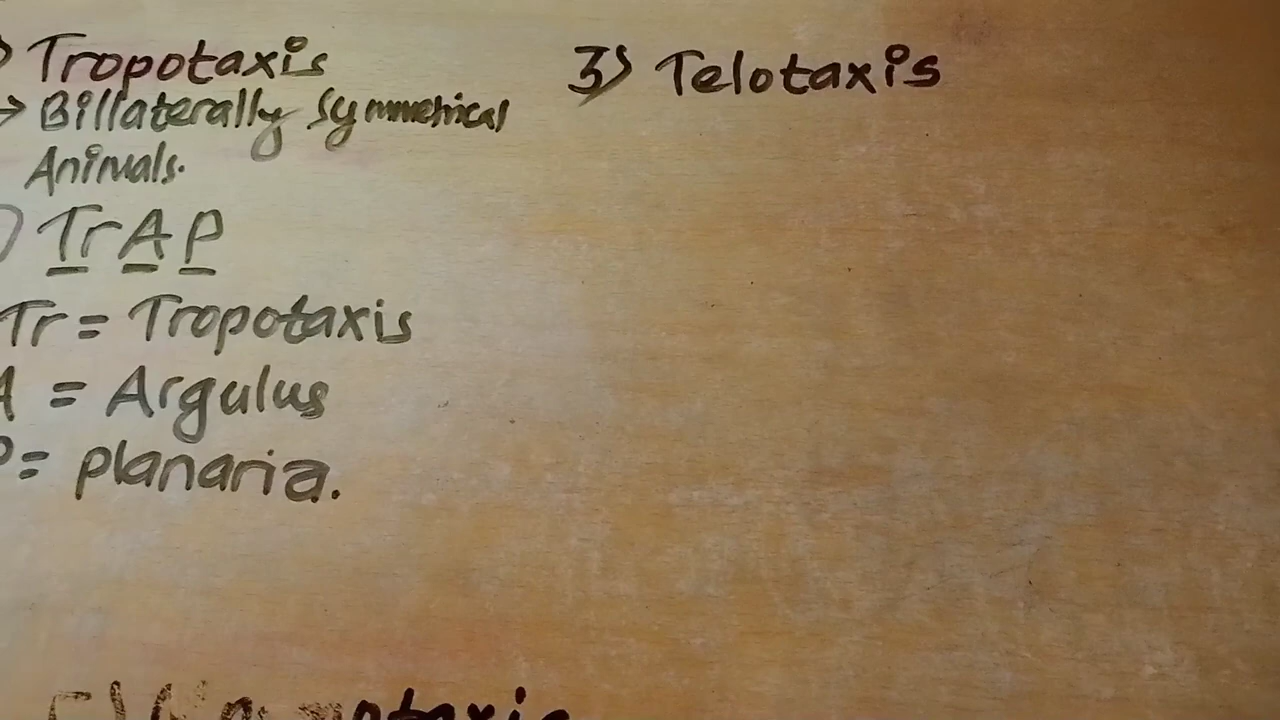 Tropotaxis
→ Billaterally Symmetrical
Animals.
TrAP
Tr = Tropotaxis
A = Argulus
P = planaria.
3) Telotaxis